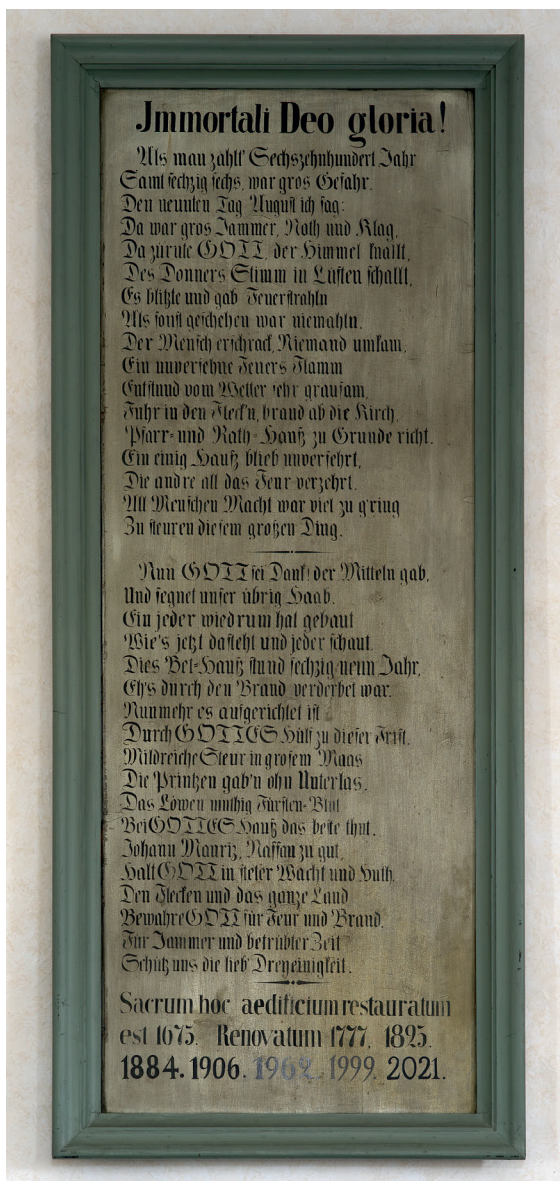 Immortali Deo gloria!
Als man zahlt' Sechszehnhundert Jahr
Samt sechzig sechs, war gros Gefahr.
Den neunten Tag August ich sag:
Da war gros Jammer, Noth und Klag,
Da zürnte GOTT, der Himmel knallt,
Des Donners Stimm in Lüften schallt,
Es blitzte und gab Feuerstrahln
Als sonst geschehen war niemahln.
Der Mensch erschrack, Niemand umkam,
Ein unversehne Feuers Flamm
Entstund vom Wetter sehr grausam,
Fuhr in den Fleck'n, brand ab die Kirch,
Pfarr- und Rath-Hauß zu Grunde richt.
Ein einig Hauß blieb unversehrt,
Die andre all das Feur verzehrt.
All Menschen Macht war viel zu g'ring
Zu steuren diesem großen Ding.
Nun GOTT sei Dank! der Mitteln gab,
Und segnet unser übrig Haab.
Ein jeder wiedrum hat gebaut
Wie's jetzt dasteht und jeder schaut.
Dies Bet-Hauß stund sechzig neun Jahr,
Eh's durch den Brand verderbet war.
Nunmehr es aufgerichtet ist
Durch GOTTES Hülf zu dieser Frist.
Mildreiche Steur in grosem Maas
Die Printzen gab'n ohn Unterlas.
Das Löwen muthig Fürsten-Blut
Bei GOTTES Hauß das beste thut.
Johann Mauriz, Nassau zu gut,
Halt GOTT in steter Wacht und Huth.
Den Flecken und das ganze Land
Bewahre GOTT für Feur und Brand.
Für Jammer und betrübter Zeit
Schütz uns die lieb' Dreyeinigkeit.
Sacrum hoc aedificium restauratum
est 1675. Renovatum 1777. 1825.
1884. 1906. 1962. 1999. 2021.